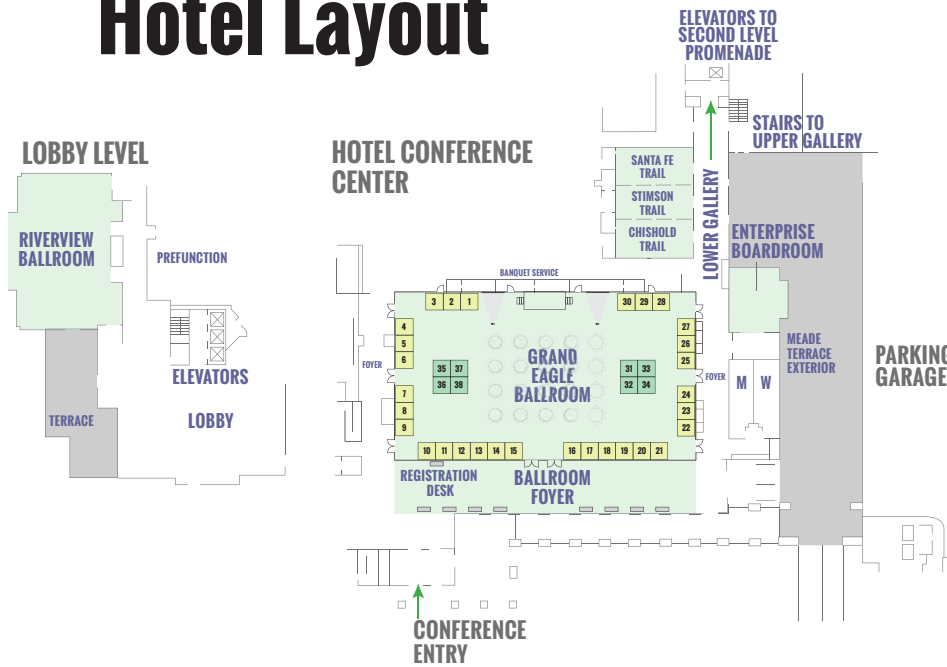 Hotel Layout
ELEVATORS TO
SECOND LEVEL
PROMENADE
STAIRS TO
UPPER GALLERY
LOBBY LEVEL
HOTEL CONFERENCE
CENTER
SANTA FE
TRAIL
STIMSON
TRAIL
CHISHOLD
TRAIL
LOWER GALLERY
ENTERPRISE
BOARDROOM
RIVERVIEW
BALLROOM
PREFUNCTION
BANQUET SERVICE
3 2 1
30 29 28
4
5
6
27
26
25
FOYER
35 37
36 38
GRAND
EAGLE
BALLROOM
31 33
32 34
FOYER
M W
MEADE
TERRACE
EXTERIOR
PARKING
GARAGE
ELEVATORS
7
8
9
24
23
22
TERRACE
LOBBY
10 11 12 13 14 15
16 17 18 19 20 21
REGISTRATION
DESK
BALLROOM
FOYER
CONFERENCE
ENTRY